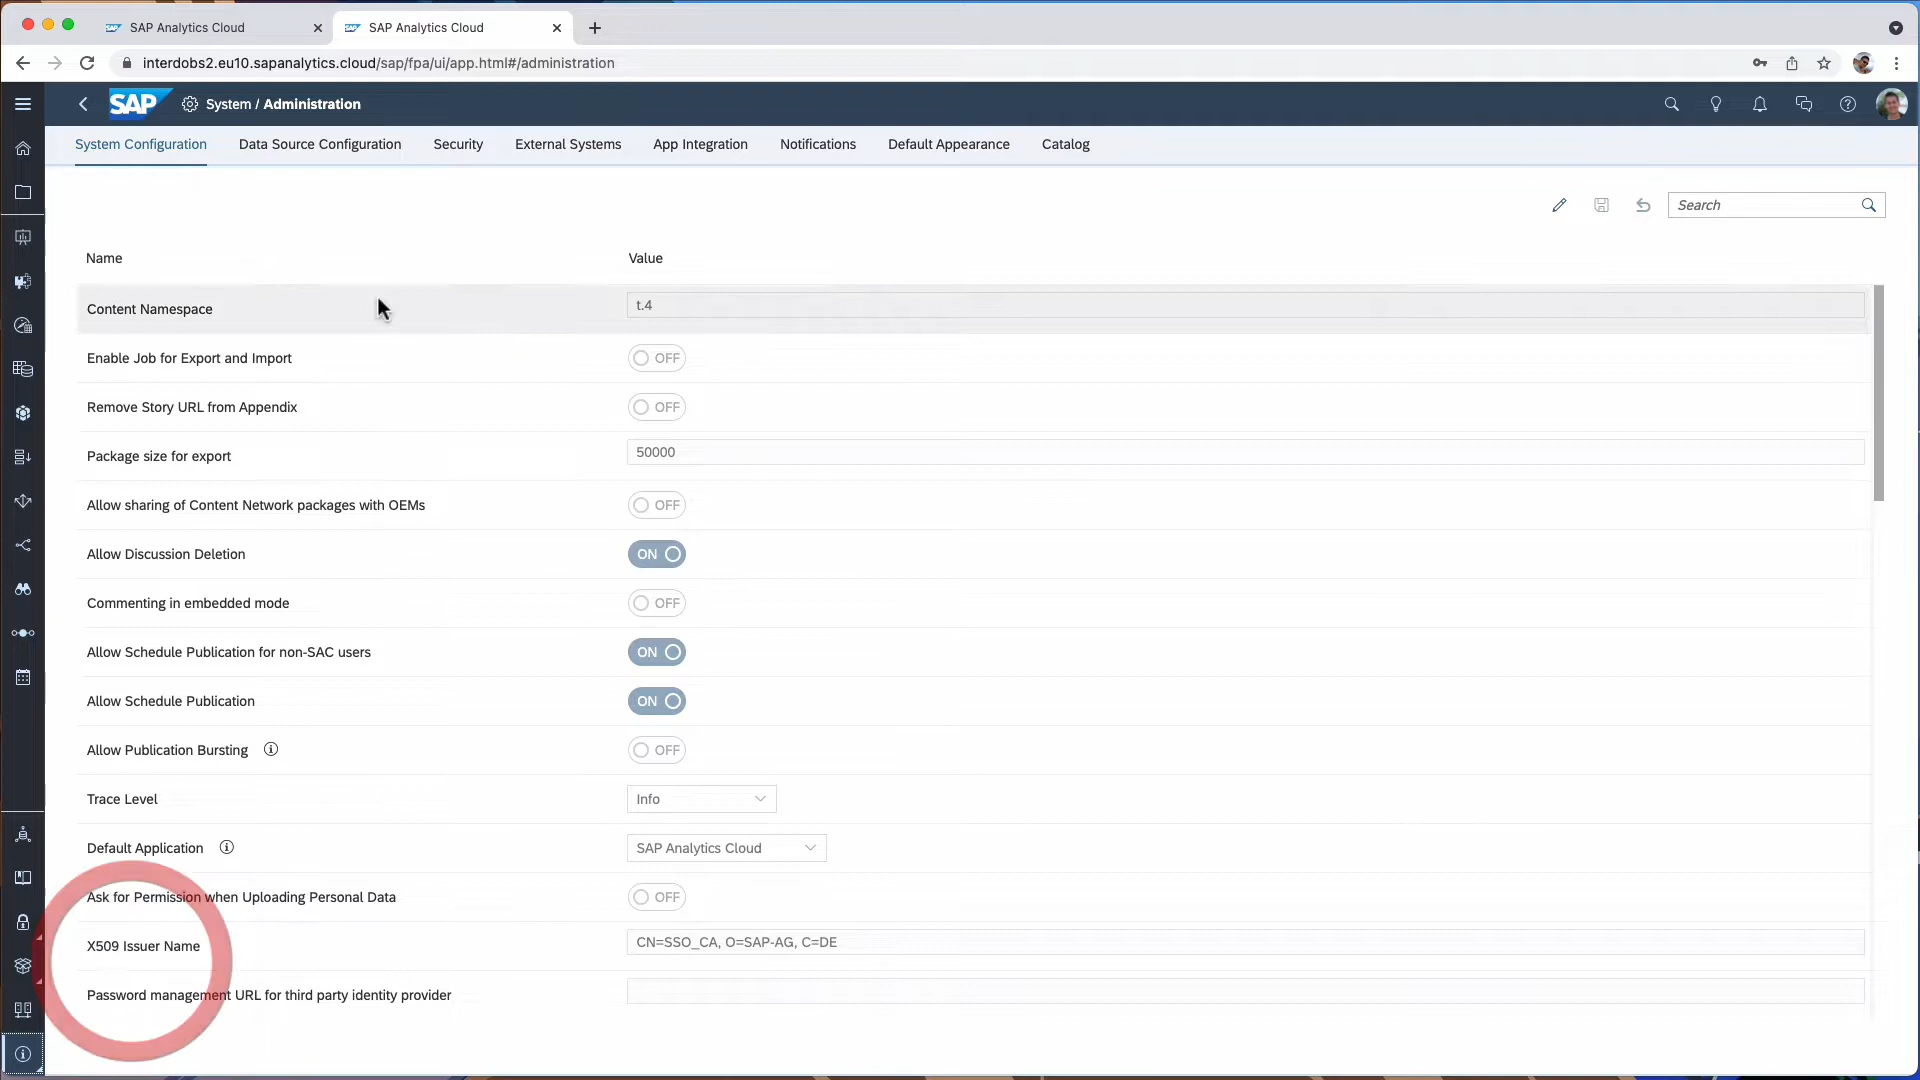 SAP Analytics Cloud
SAP Analytics Cloud
interdobs2.eu10.sapanalytics.cloud/sap/fpa/ui/app.html#/administration
SAP System / Administration
System Configuration Data Source Configuration Security External Systems App Integration Notifications Default Appearance Catalog
Search
Name Value
Content Namespace t.4
Enable Job for Export and Import OFF
Remove Story URL from Appendix OFF
Package size for export 50000
Allow sharing of Content Network packages with OEMs OFF
Allow Discussion Deletion ON
Commenting in embedded mode OFF
Allow Schedule Publication for non-SAC users ON
Allow Schedule Publication ON
Allow Publication Bursting OFF
Trace Level Info
Default Application SAP Analytics Cloud
Ask for Permission when Uploading Personal Data OFF
X509 Issuer Name CN=SSO_CA, O=SAP-AG, C=DE
Password management URL for third party identity provider